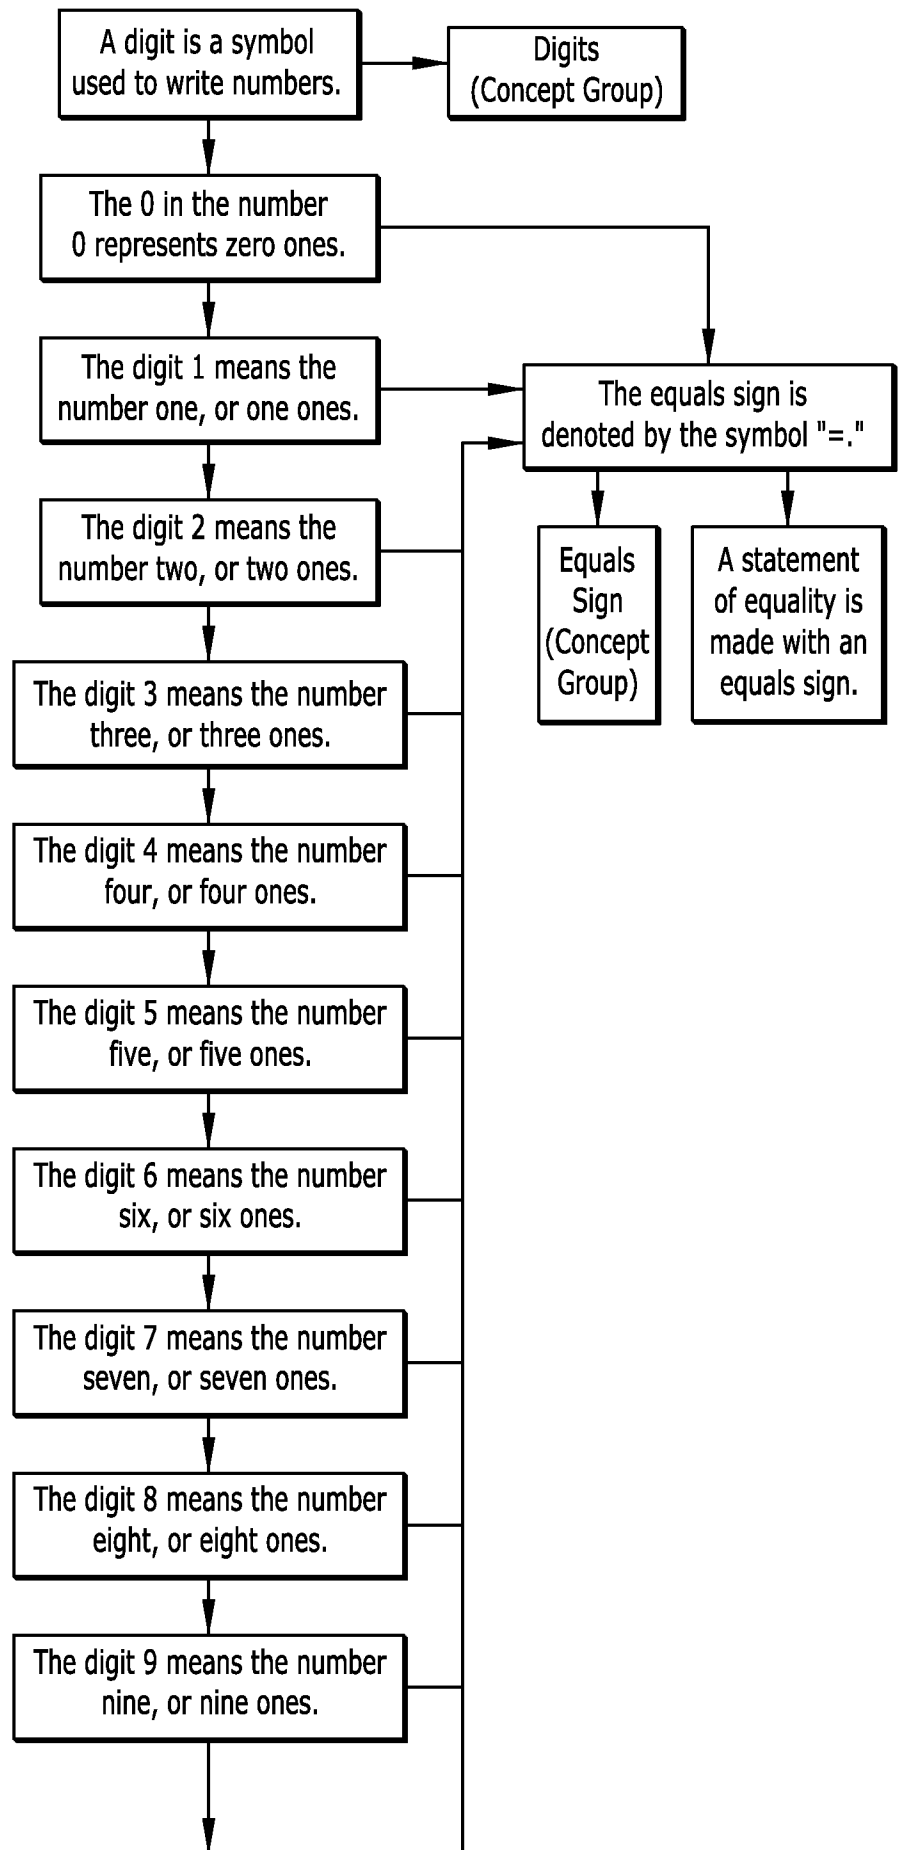 A digit is a symbol
used to write numbers.
Digits
(Concept Group)
The 0 in the number
0 represents zero ones.
The digit 1 means the
number one, or one ones.
The equals sign is
denoted by the symbol "=."
The digit 2 means the
number two, or two ones.
Equals
Sign
(Concept
Group)
A statement
of equality is
made with an
equals sign.
The digit 3 means the number
three, or three ones.
The digit 4 means the number
four, or four ones.
The digit 5 means the number
five, or five ones.
The digit 6 means the number
six, or six ones.
The digit 7 means the number
seven, or seven ones.
The digit 8 means the number
eight, or eight ones.
The digit 9 means the number
nine, or nine ones.